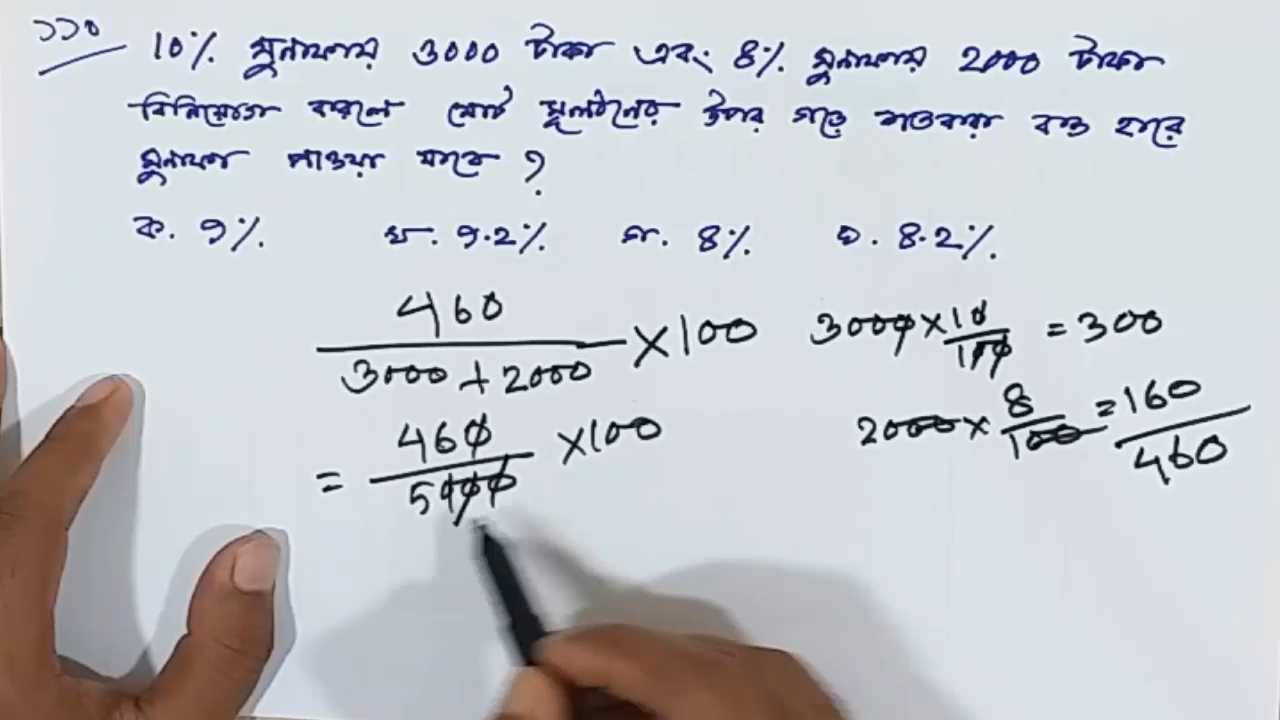 ১১০
10% মুনাফায় 3000 টাকা এবং 8% মুনাফায় 2000 টাকা
বিনিয়োগ করলে মোট মূলধনের উপর গড়ে শতকরা কত হারে
মুনাফা পাওয়া যাবে ?
ক. 9% খ. 9.2% গ. 8% ঘ. 8.2%
460 / 3000 + 2000 × 100
3000 × 10/100 = 300
2000 × 8/100 = 160
460
= 460/5000 × 100